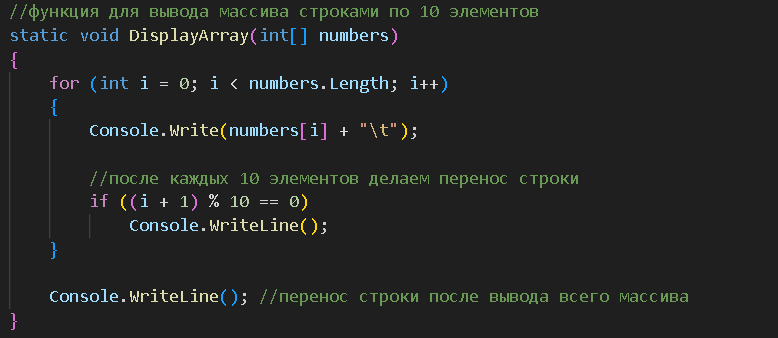 //функция для вывода массива строками по 10 элементов
static void DisplayArray(int[] numbers)
{
    for (int i = 0; i < numbers.Length; i++)
    {
        Console.Write(numbers[i] + "\t");

        //после каждых 10 элементов делаем перенос строки
        if ((i + 1) % 10 == 0)
            Console.WriteLine();
    }

    Console.WriteLine(); //перенос строки после вывода всего массива
}